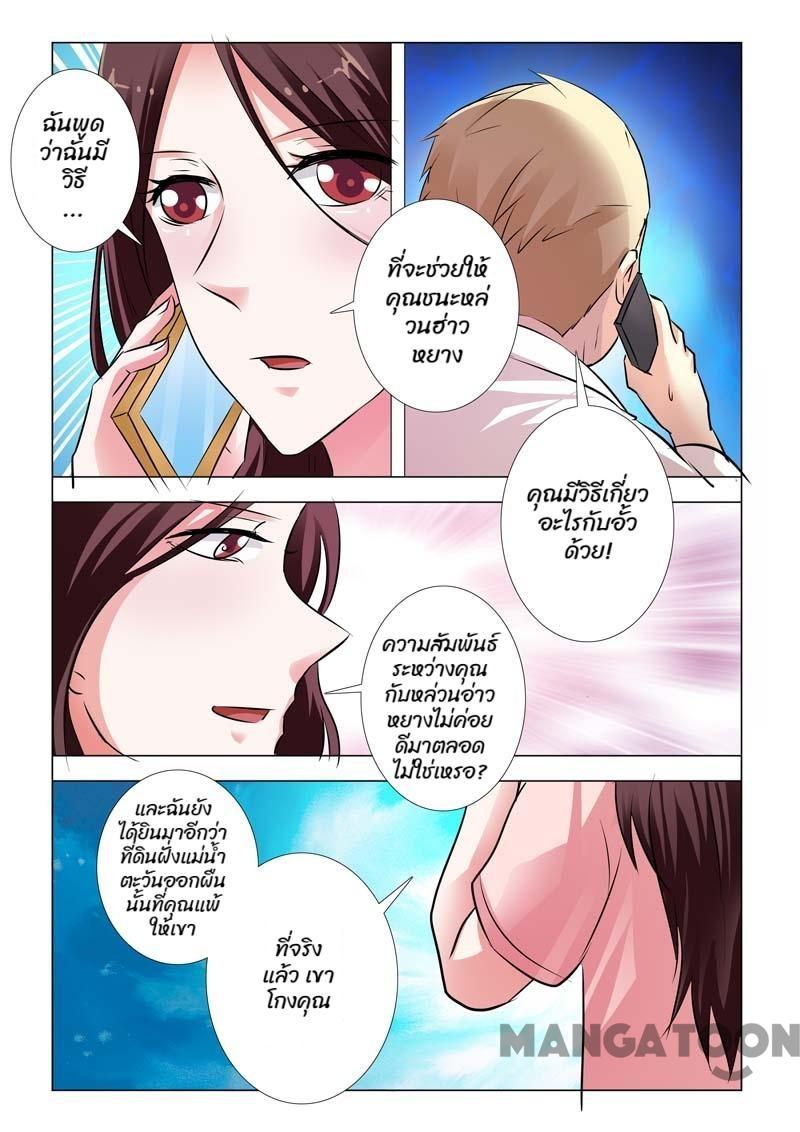 ฉันพูด
ว่าฉันมี
วิธี
...
ที่จะช่วยให้
คุณชนะหล่
วนฮ่าว
หยาง
คุณมีวิธีเกี่ยว
อะไรกับอั้ว
ด้วย!
ความสัมพันธ์
ระหว่างคุณ
กับหล่วนอ่าว
หยางไม่ค่อย
ดีมาตลอด
ไม่ใช่เหรอ?
และฉันยัง
ได้ยินมาอีกว่า
ที่ดินฝั่งแม่น้ำ
ตะวันออกผืน
นั้นที่คุณแพ้
ให้เขา
ที่จริง
แล้ว เขา
โกงคุณ
MANGATOON